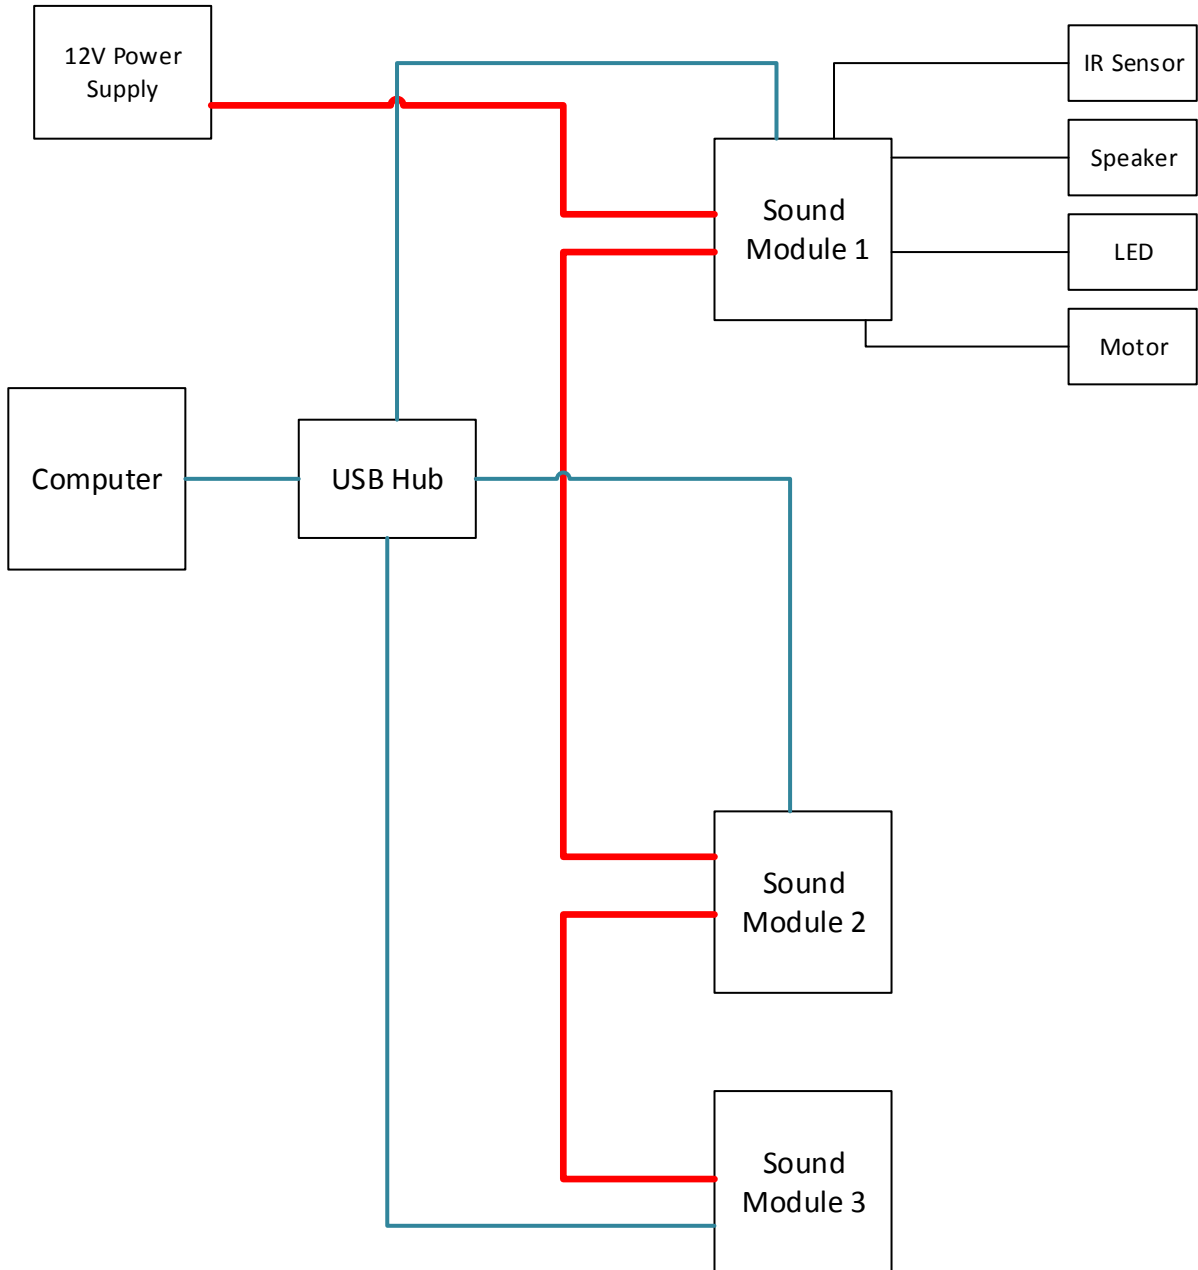 12V Power
Supply
IR Sensor
Speaker
Sound
Module 1
LED
Motor
Computer
USB Hub
Sound
Module 2
Sound
Module 3